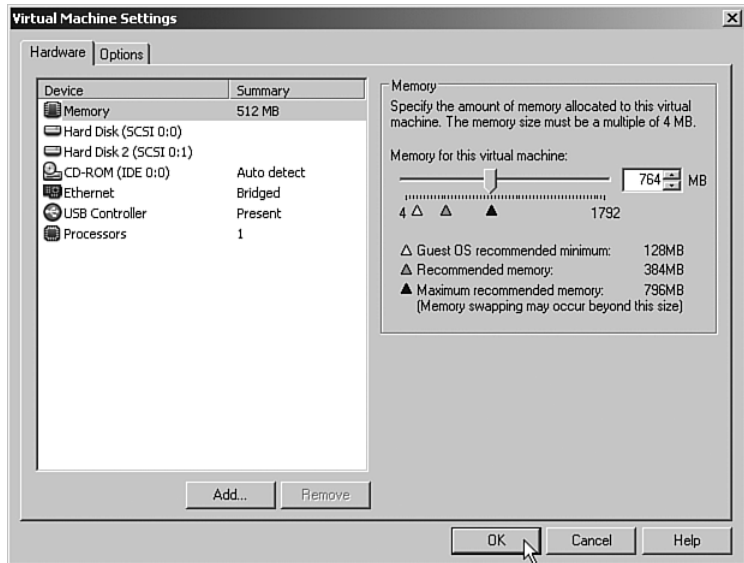 Virtual Machine Settings
Hardware Options
Device Summary
Memory 512 MB
Hard Disk (SCSI 0:0)
Hard Disk 2 (SCSI 0:1)
CD-ROM (IDE 0:0) Auto detect
Ethernet Bridged
USB Controller Present
Processors 1
Add... Remove
Memory
Specify the amount of memory allocated to this virtual
machine. The memory size must be a multiple of 4 MB.
Memory for this virtual machine:
764 MB
4 1792
Guest OS recommended minimum: 128MB
Recommended memory: 384MB
Maximum recommended memory: 796MB
(Memory swapping may occur beyond this size)
OK Cancel Help